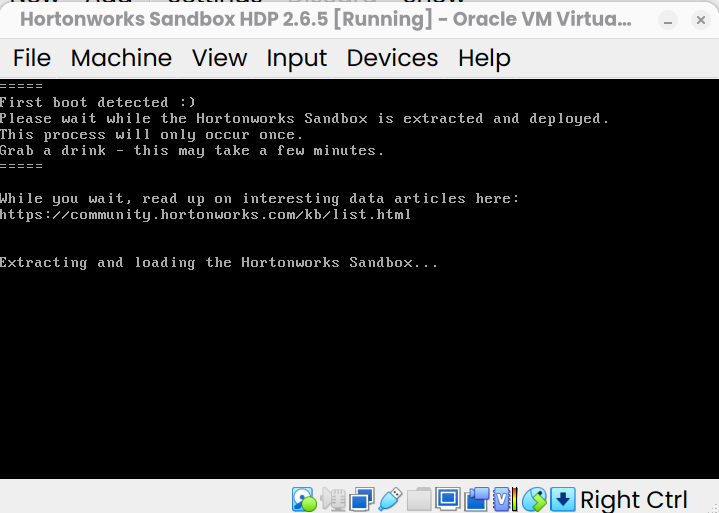 Hortonworks Sandbox HDP 2.6.5 [Running] - Oracle VM Virtua...
File Machine View Input Devices Help
=====
First boot detected :)
Please wait while the Hortonworks Sandbox is extracted and deployed.
This process will only occur once.
Grab a drink - this may take a few minutes.
=====
While you wait, read up on interesting data articles here:
https://community.hortonworks.com/kb/list.html
Extracting and loading the Hortonworks Sandbox...
Right Ctrl